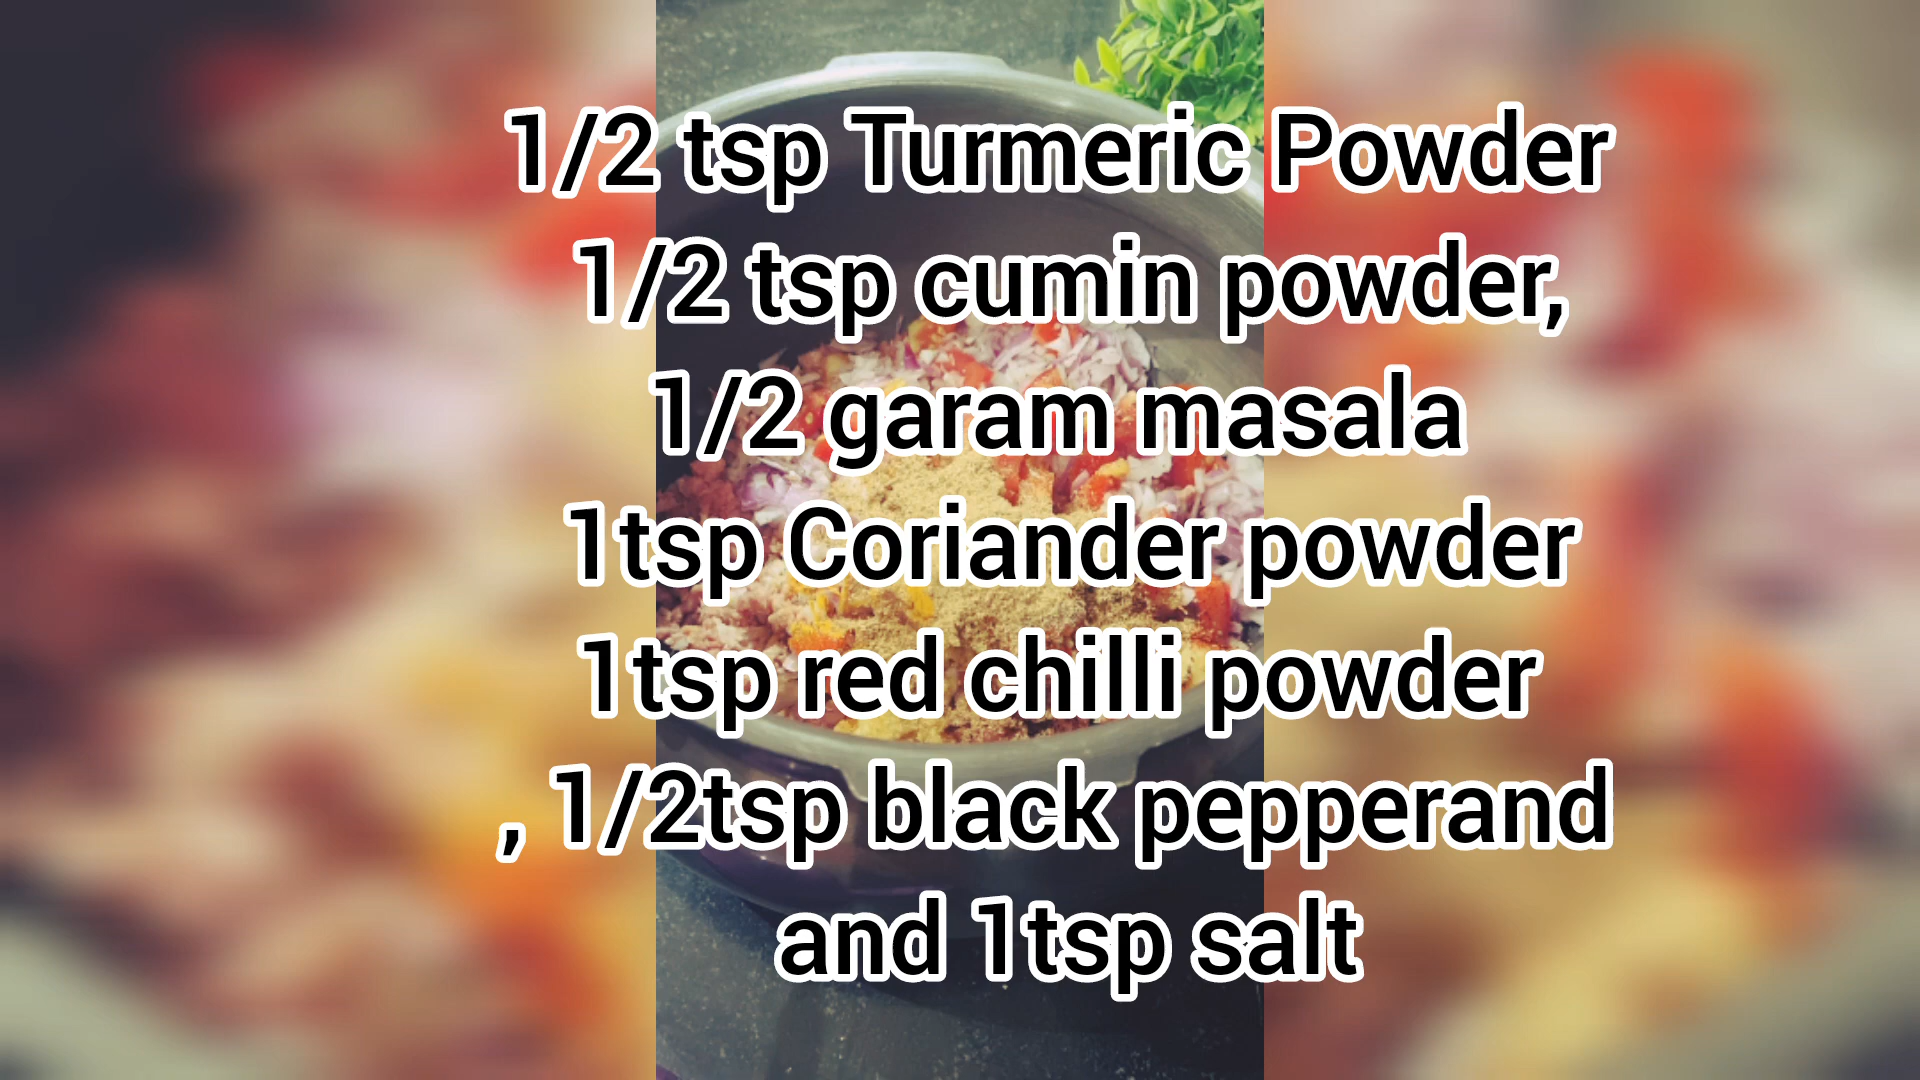 1/2 tsp Turmeric Powder
1/2 tsp cumin powder,
1/2 garam masala
1tsp Coriander powder
1tsp red chilli powder
, 1/2tsp black pepperand
and 1tsp salt